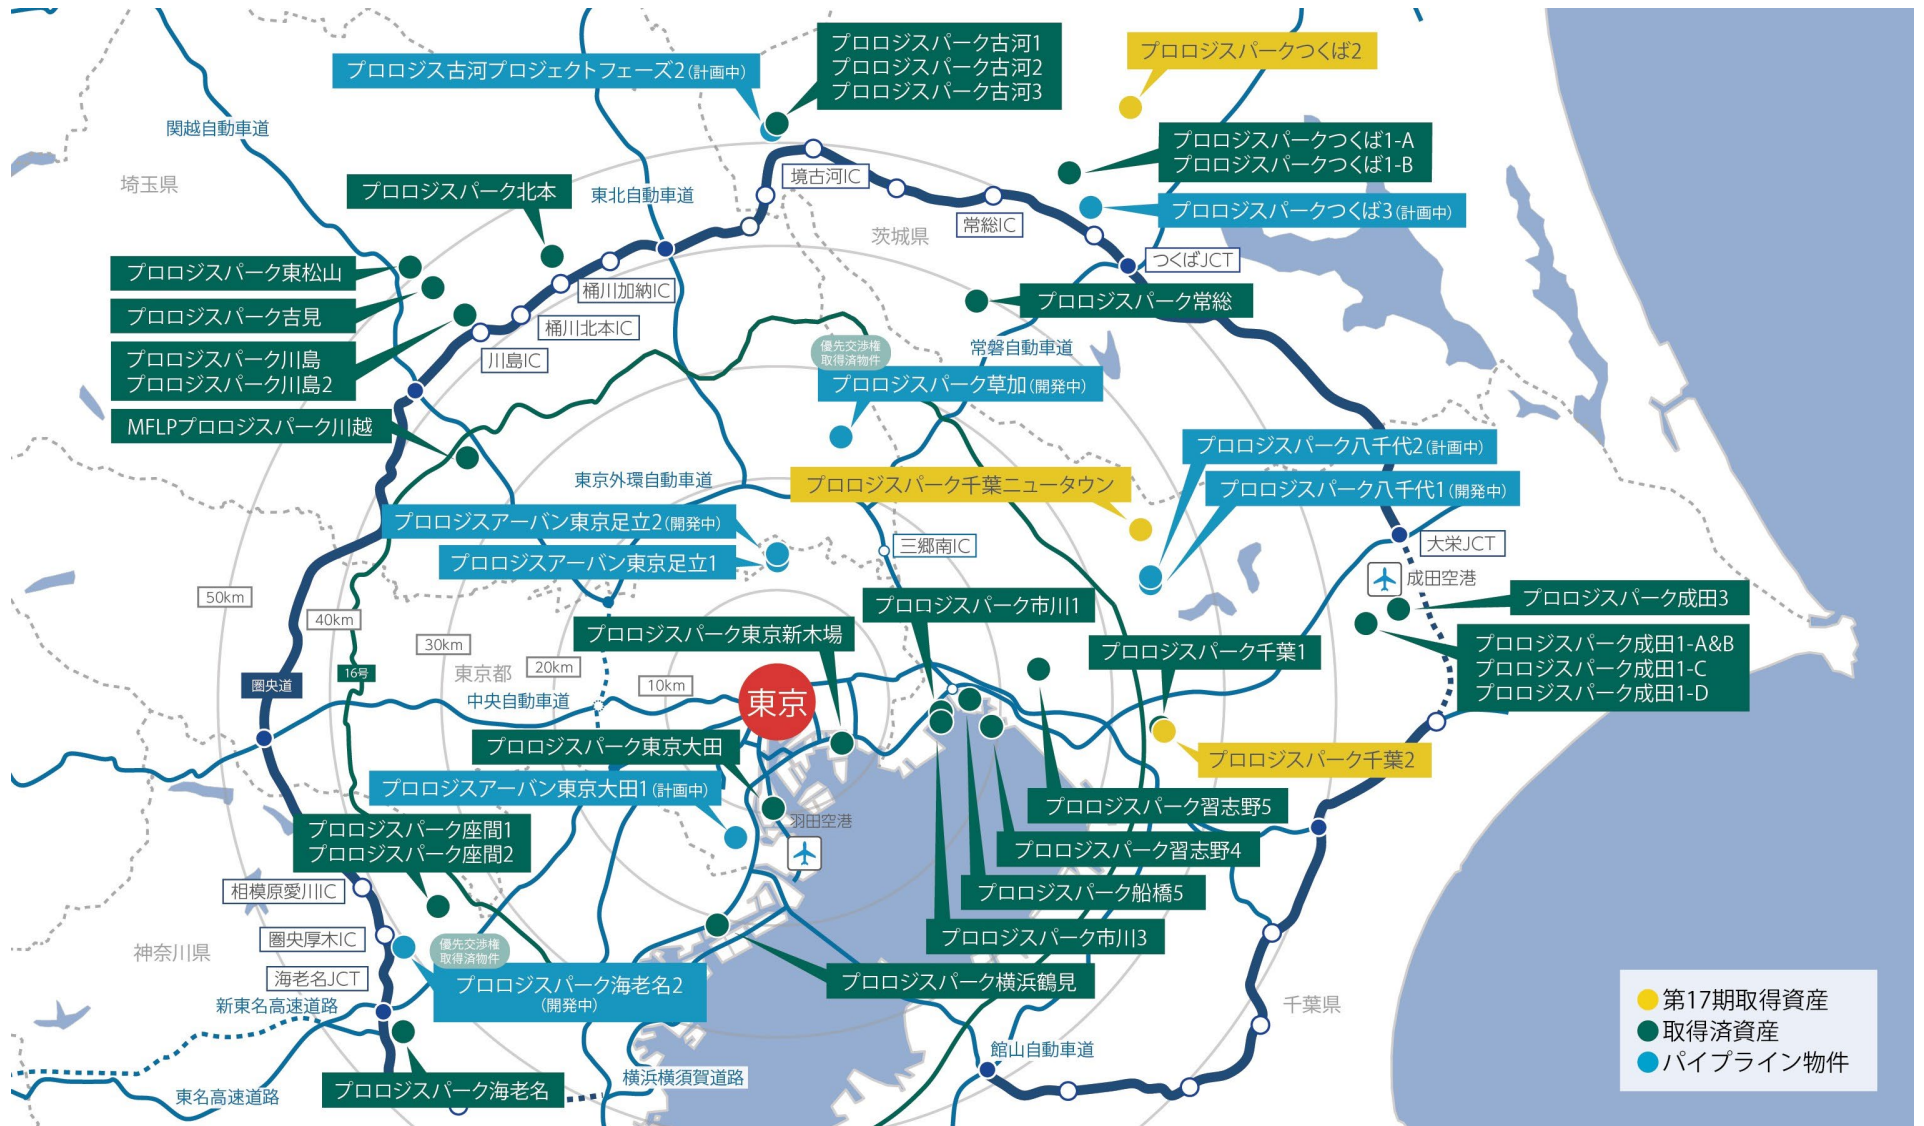 プロロジス古河プロジェクトフェーズ2(計画中)
プロロジスパーク古河1
プロロジスパーク古河2
プロロジスパーク古河3
プロロジスパークつくば2
関越自動車道
プロロジスパークつくば1-A
プロロジスパークつくば1-B
埼玉県
プロロジスパーク北本
東北自動車道
境古河IC
プロロジスパークつくば3(計画中)
常総IC
茨城県
つくばJCT
プロロジスパーク東松山
桶川加納IC
プロロジスパーク常総
プロロジスパーク吉見
桶川北本IC
優先交渉権
取得済物件
常磐自動車道
プロロジスパーク川島
プロロジスパーク川島2
川島IC
プロロジスパーク草加(開発中)
MFLPプロロジスパーク川越
プロロジスパーク八千代2(計画中)
東京外環自動車道
プロロジスパーク千葉ニュータウン
プロロジスパーク八千代1(開発中)
プロロジスアーバン東京足立2(開発中)
三郷南IC
大栄JCT
プロロジスアーバン東京足立1
成田空港
50km
プロロジスパーク市川1
プロロジスパーク成田3
40km
プロロジスパーク東京新木場
30km
プロロジスパーク千葉1
プロロジスパーク成田1-A&B
プロロジスパーク成田1-C
プロロジスパーク成田1-D
20km
東京都
16号
圏央道
10km
中央自動車道
東京
プロロジスパーク東京大田
プロロジスパーク千葉2
プロロジスアーバン東京大田1(計画中)
プロロジスパーク習志野5
羽田空港
プロロジスパーク座間1
プロロジスパーク座間2
プロロジスパーク習志野4
相模原愛川IC
プロロジスパーク船橋5
圏央厚木IC
プロロジスパーク市川3
優先交渉権
取得済物件
神奈川県
海老名JCT
プロロジスパーク海老名2
(開発中)
プロロジスパーク横浜鶴見
新東名高速道路
千葉県
第17期取得資産
取得済資産
パイプライン物件
館山自動車道
横浜横須賀道路
プロロジスパーク海老名
東名高速道路